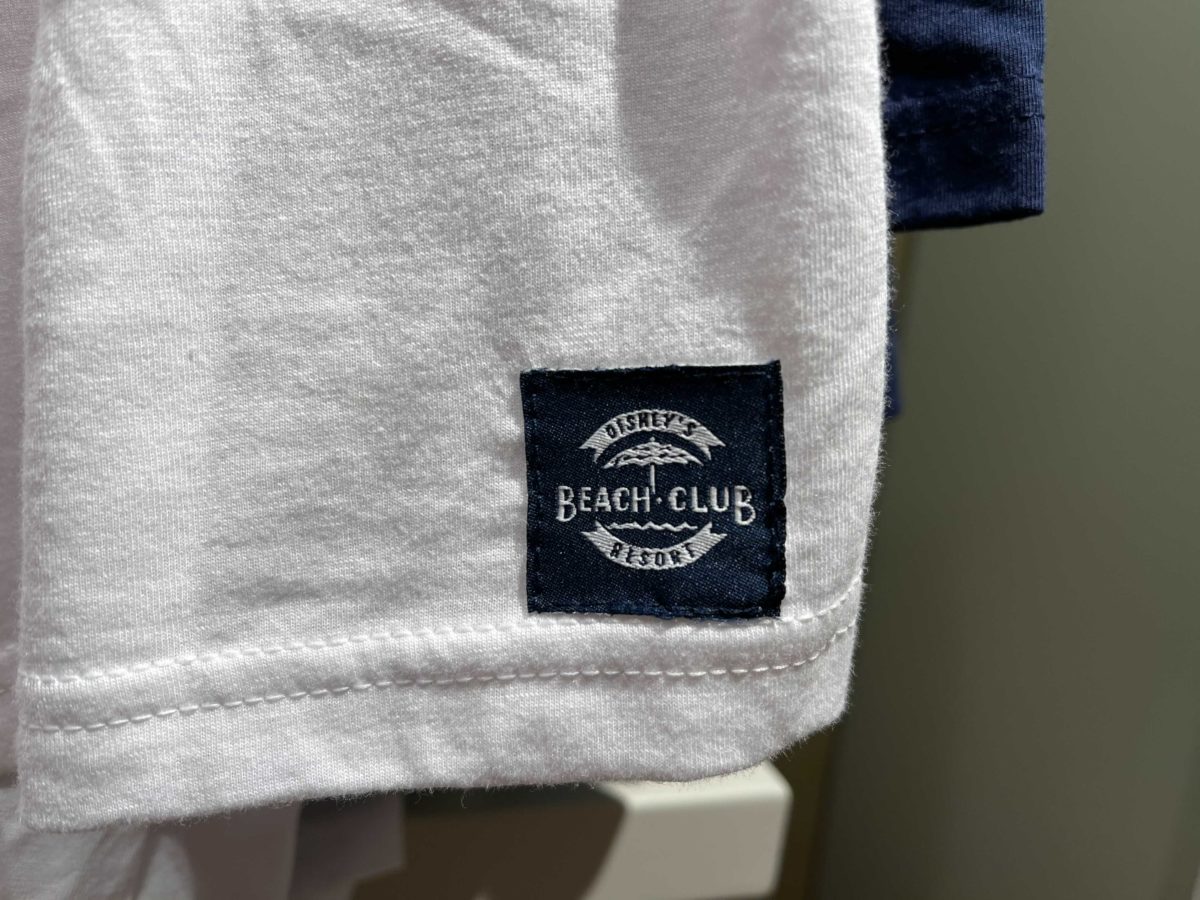 DISNEY'S
BEACH · CLUB
RESORT